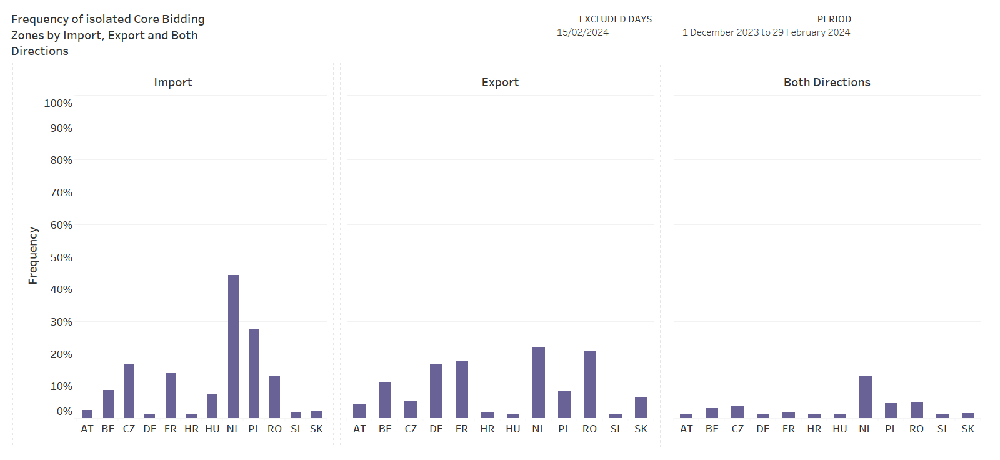 Frequency of isolated Core Bidding
Zones by Import, Export and Both
Directions
EXCLUDED DAYS
15/02/2024
PERIOD
1 December 2023 to 29 February 2024
Import
Export
Both Directions
Frequency
100%
90%
80%
70%
60%
50%
40%
30%
20%
10%
0%
AT BE CZ DE FR HR HU NL PL RO SI SK
AT BE CZ DE FR HR HU NL PL RO SI SK
AT BE CZ DE FR HR HU NL PL RO SI SK